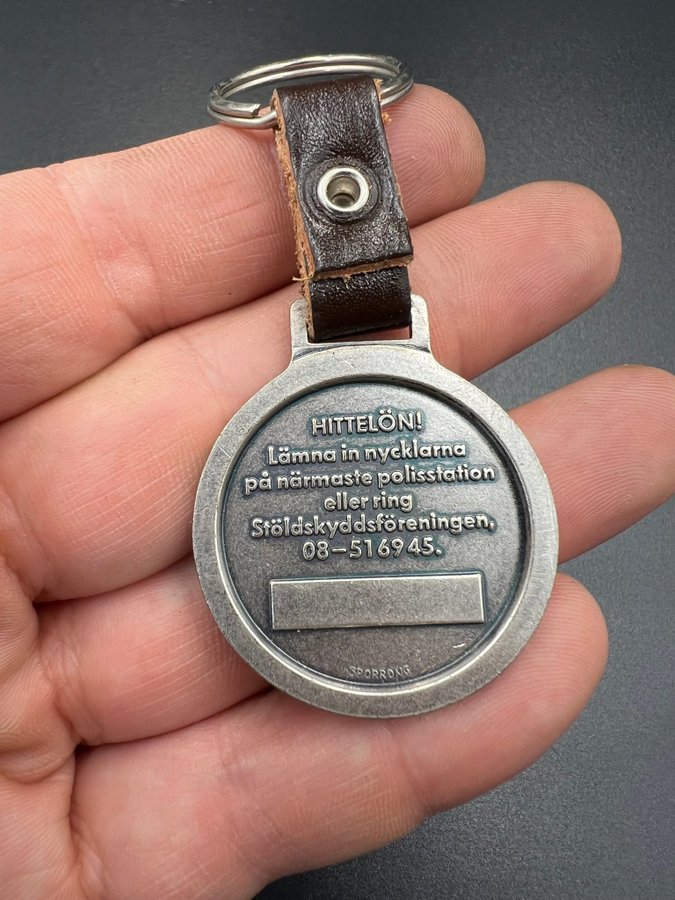 HITTELÖN!
Lämna in nycklarna
på närmaste polisstation
eller ring
Stöldskyddsföreningen,
08-516945.
SPORRONG